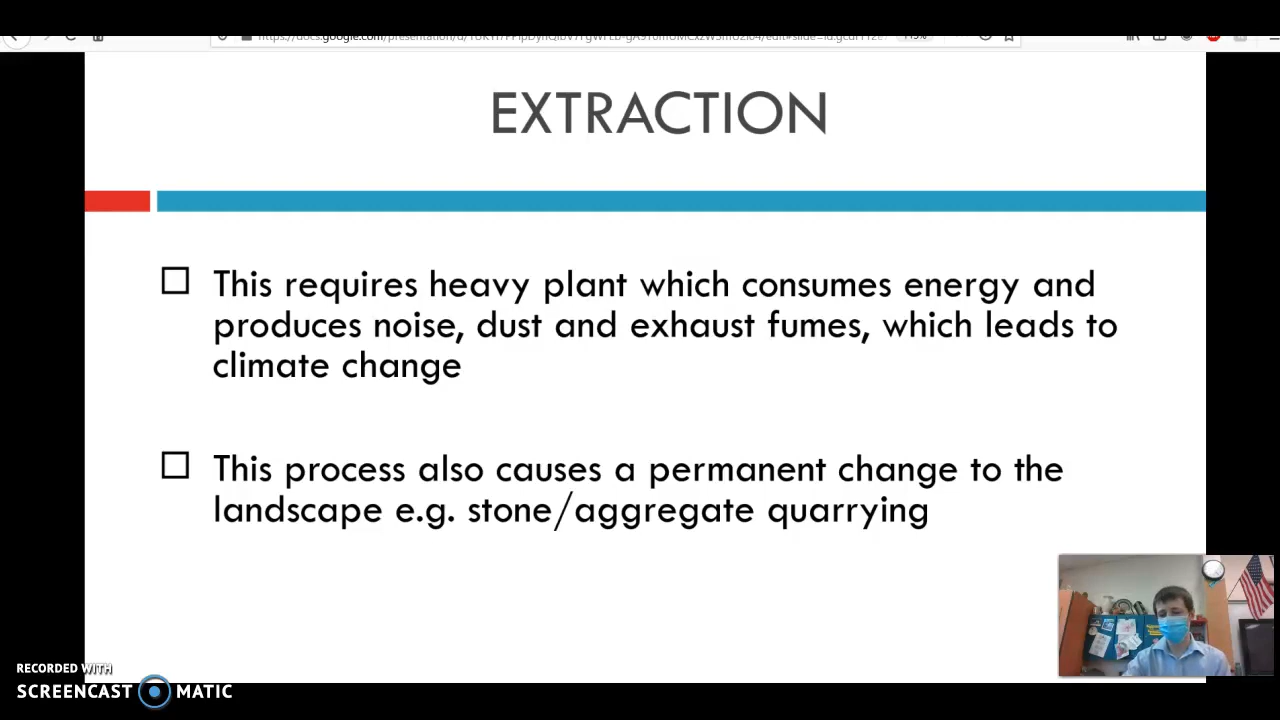 EXTRACTION
This requires heavy plant which consumes energy and
produces noise, dust and exhaust fumes, which leads to
climate change
This process also causes a permanent change to the
landscape e.g. stone/aggregate quarrying
RECORDED WITH
SCREENCAST MATIC